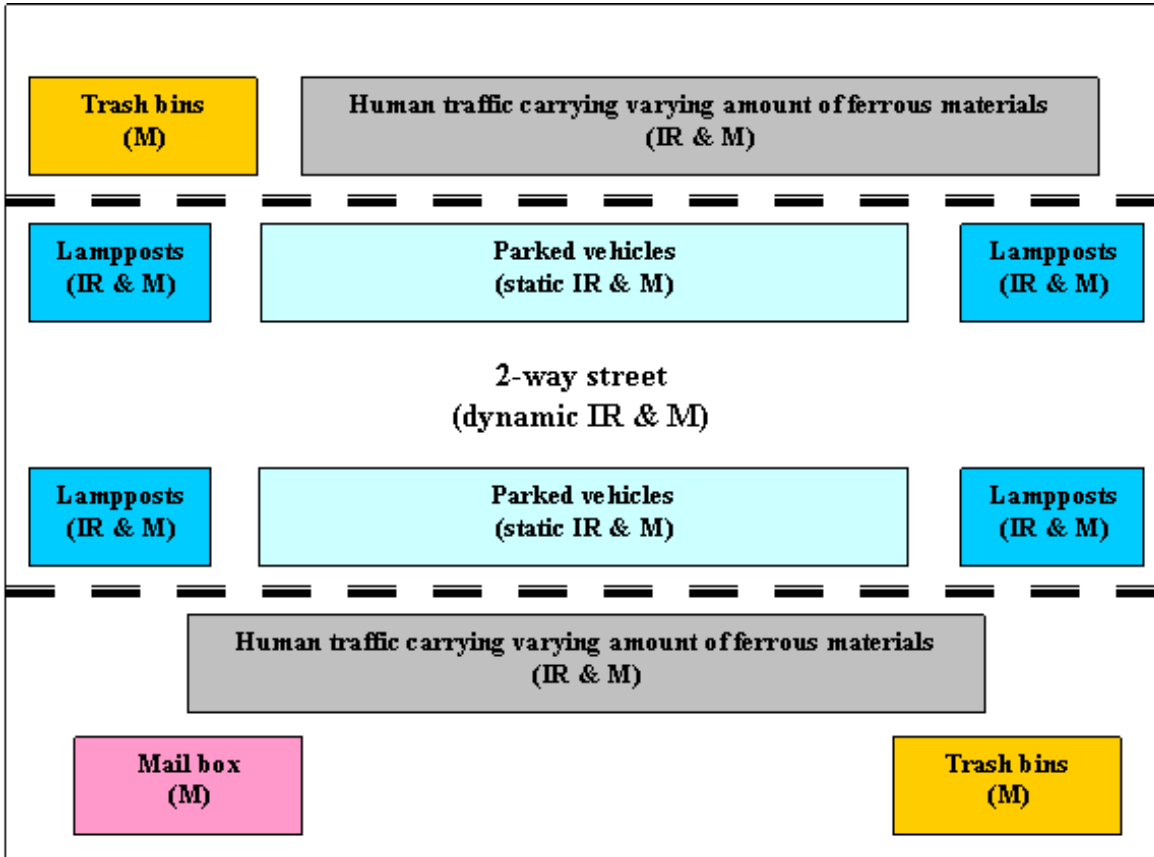 Trash bins
(M)
Human traffic carrying varying amount of ferrous materials
(IR & M)
Lampposts
(IR & M)
Parked vehicles
(static IR & M)
Lampposts
(IR & M)
2-way street
(dynamic IR & M)
Lampposts
(IR & M)
Parked vehicles
(static IR & M)
Lampposts
(IR & M)
Human traffic carrying varying amount of ferrous materials
(IR & M)
Mail box
(M)
Trash bins
(M)